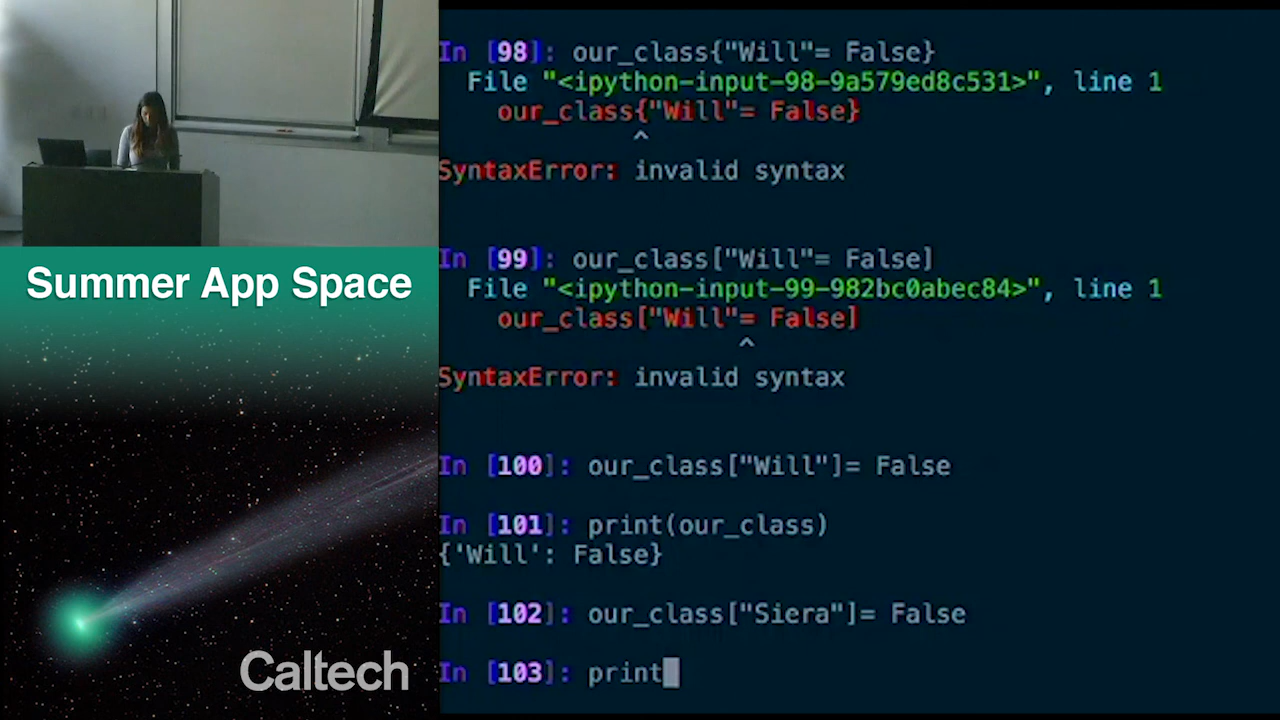 Summer App Space
Caltech
In [98]: our_class{"Will"= False}
File "<ipython-input-98-9a579ed8c531>", line 1
our_class{"Will"= False}
^
SyntaxError: invalid syntax
In [99]: our_class["Will"= False]
File "<ipython-input-99-982bc0abec84>", line 1
our_class["Will"= False]
^
SyntaxError: invalid syntax
In [100]: our_class["Will"]= False
In [101]: print(our_class)
{'Will': False}
In [102]: our_class["Siera"]= False
In [103]: print